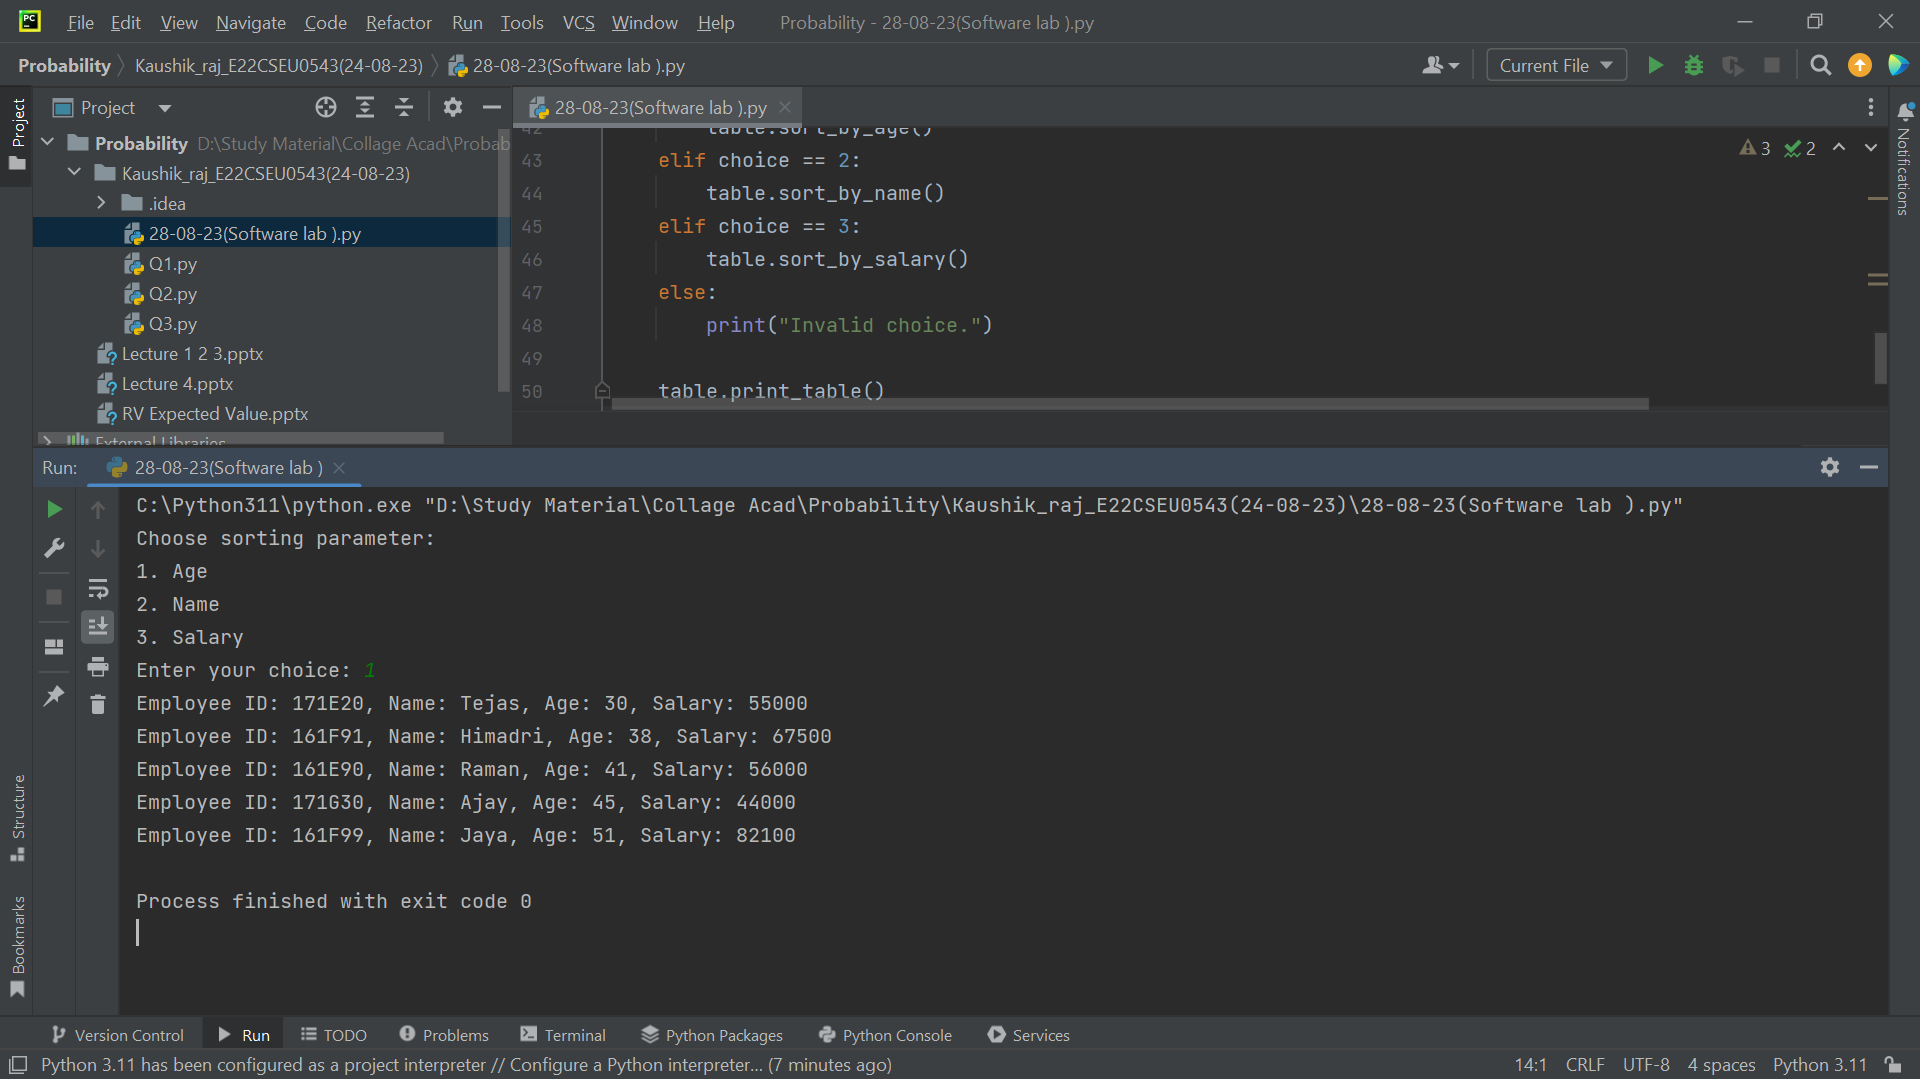 PC File Edit View Navigate Code Refactor Run Tools VCS Window Help Probability - 28-08-23(Software lab ).py
Probability Kaushik_raj_E22CSEU0543(24-08-23) 28-08-23(Software lab ).py Current File
Project
Project
28-08-23(Software lab ).py
Notifications
Probability D:\Study Material\Collage Acad\Probab
Kaushik_raj_E22CSEU0543(24-08-23)
.idea
28-08-23(Software lab ).py
Q1.py
Q2.py
Q3.py
Lecture 1 2 3.pptx
Lecture 4.pptx
RV Expected Value.pptx
External Libraries
3 2
42 table.sort_by_age()
43 elif choice == 2:
44 table.sort_by_name()
45 elif choice == 3:
46 table.sort_by_salary()
47 else:
48 print("Invalid choice.")
49
50 table.print_table()
Run: 28-08-23(Software lab )
C:\Python311\python.exe "D:\Study Material\Collage Acad\Probability\Kaushik_raj_E22CSEU0543(24-08-23)\28-08-23(Software lab ).py"
Choose sorting parameter:
1. Age
2. Name
3. Salary
Enter your choice: 1
Employee ID: 171E20, Name: Tejas, Age: 30, Salary: 55000
Employee ID: 161F91, Name: Himadri, Age: 38, Salary: 67500
Employee ID: 161E90, Name: Raman, Age: 41, Salary: 56000
Employee ID: 171G30, Name: Ajay, Age: 45, Salary: 44000
Employee ID: 161F99, Name: Jaya, Age: 51, Salary: 82100
Process finished with exit code 0
Structure
Bookmarks
Version Control Run TODO Problems Terminal Python Packages Python Console Services
Python 3.11 has been configured as a project interpreter // Configure a Python interpreter... (7 minutes ago) 14:1 CRLF UTF-8 4 spaces Python 3.11